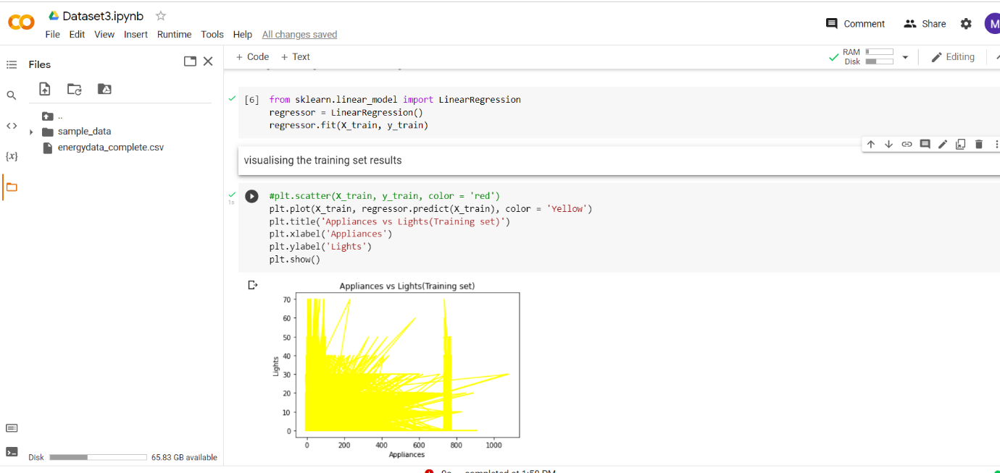 Dataset3.ipynb
File Edit View Insert Runtime Tools Help All changes saved
Comment Share M
Files
+ Code + Text
RAM
Disk
Editing
..
sample_data
energydata_complete.csv
{x}
[6] from sklearn.linear_model import LinearRegression
regressor = LinearRegression()
regressor.fit(X_train, y_train)
visualising the training set results
1s
#plt.scatter(X_train, y_train, color = 'red')
plt.plot(X_train, regressor.predict(X_train), color = 'Yellow')
plt.title('Appliances vs Lights(Training set)')
plt.xlabel('Appliances')
plt.ylabel('Lights')
plt.show()
Appliances vs Lights(Training set)
70
60
50
40
30
20
10
0
Lights
0 200 400 600 800 1000
Appliances
Disk 65.83 GB available
completed at 1:59 PM